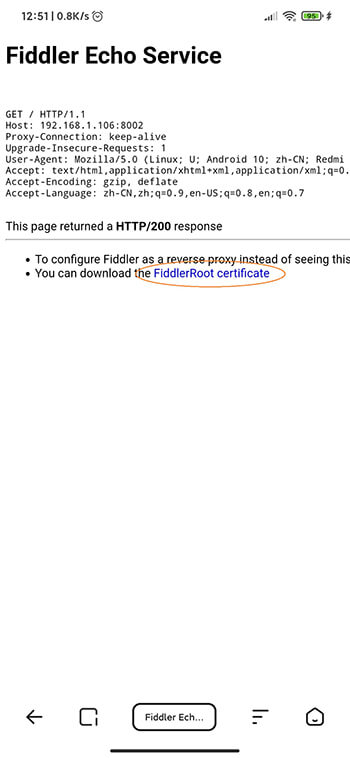 12:51 | 0.8K/s
95
Fiddler Echo Service
GET / HTTP/1.1
Host: 192.168.1.106:8002
Proxy-Connection: keep-alive
Upgrade-Insecure-Requests: 1
User-Agent: Mozilla/5.0 (Linux; U; Android 10; zh-CN; Redmi
Accept: text/html,application/xhtml+xml,application/xml;q=0.
Accept-Encoding: gzip, deflate
Accept-Language: zh-CN,zh;q=0.9,en-US;q=0.8,en;q=0.7
This page returned a HTTP/200 response
• To configure Fiddler as a reverse proxy instead of seeing this
• You can download the FiddlerRoot certificate
Fiddler Ech...